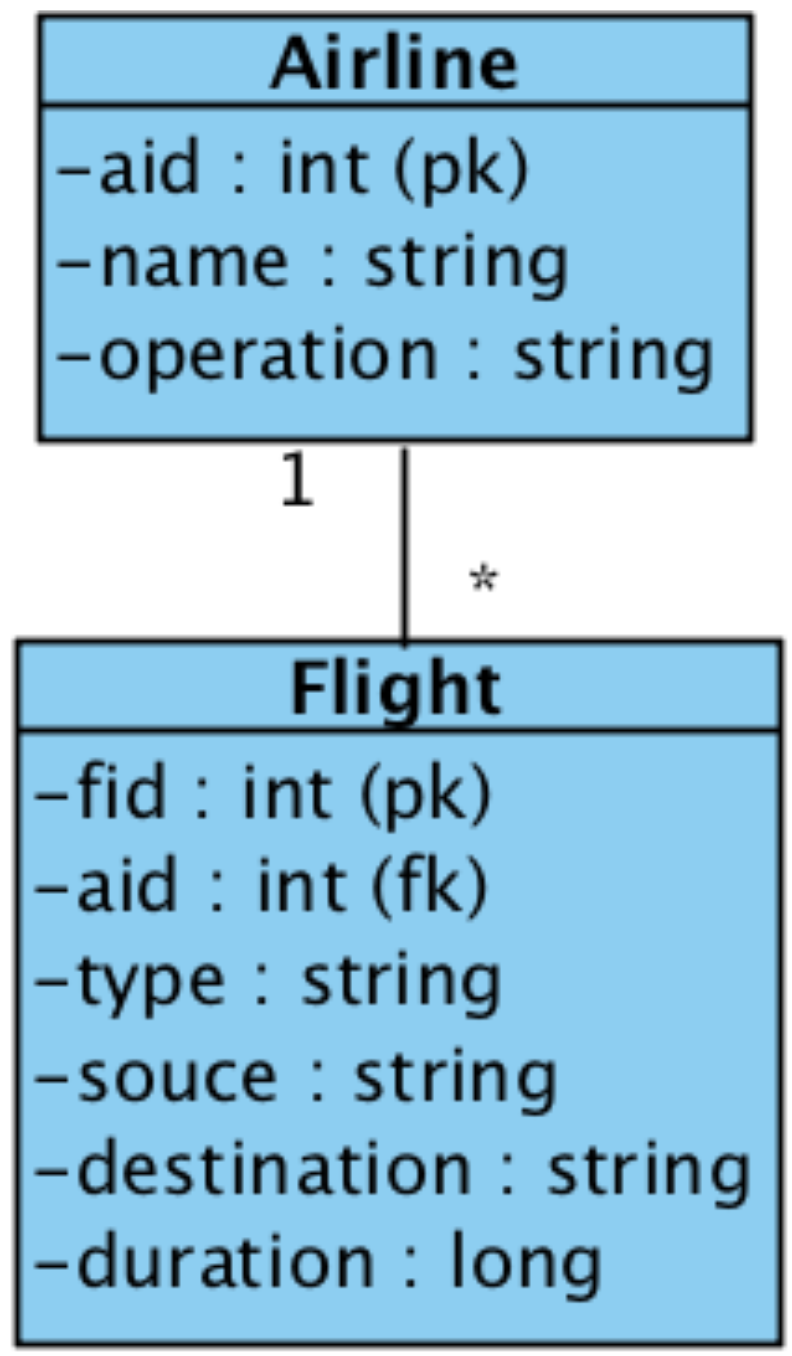 Airline
-aid : int (pk)
-name : string
-operation : string
1
*
Flight
-fid : int (pk)
-aid : int (fk)
-type : string
-souce : string
-destination : string
-duration : long